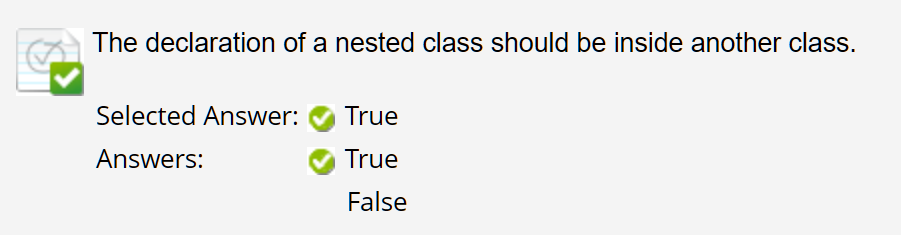 The declaration of a nested class should be inside another class.
Selected Answer: True
Answers: True
False